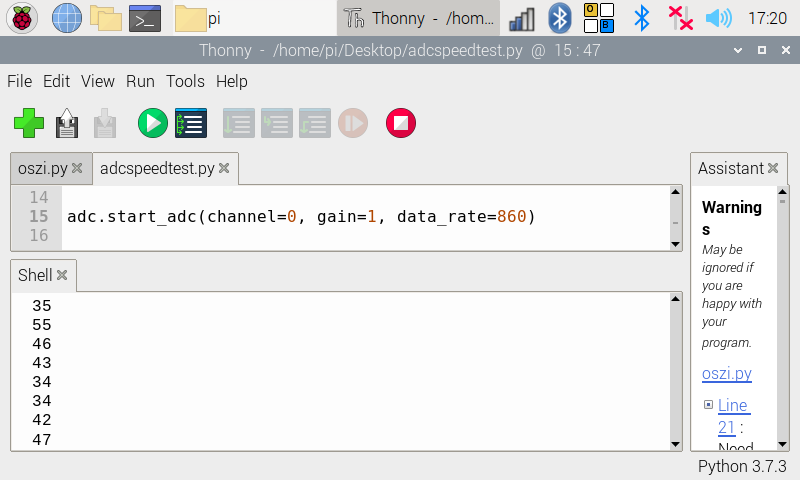 pi
Thonny - /hom...
O
B
17:20
Thonny - /home/pi/Desktop/adcspeedtest.py @ 15 : 47
File Edit View Run Tools Help
oszi.py
adcspeedtest.py
Assistant
14
15 adc.start_adc(channel=0, gain=1, data_rate=860)
16
Shell
35
55
46
43
34
34
42
47
Warning
s
May be
ignored if
you are
happy with
your
program.
oszi.py
Line
21 :
Need
Python 3.7.3